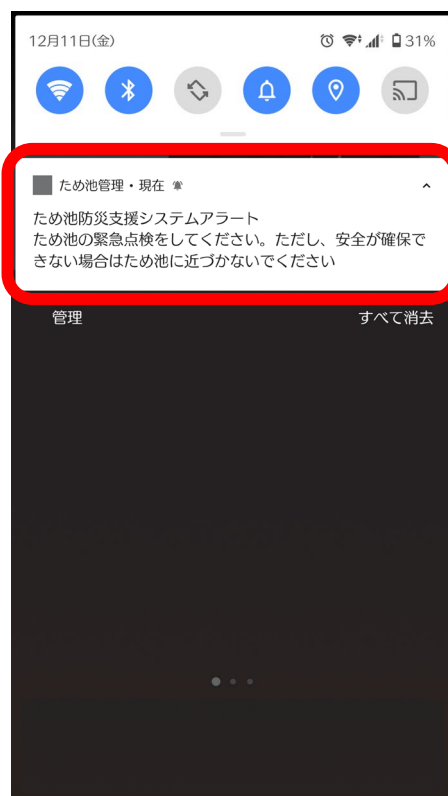 12月11日(金) 31%
ため池管理・現在
ため池防災支援システムアラート
ため池の緊急点検をしてください。ただし、安全が確保で
きない場合はため池に近づかないでください
管理 すべて消去